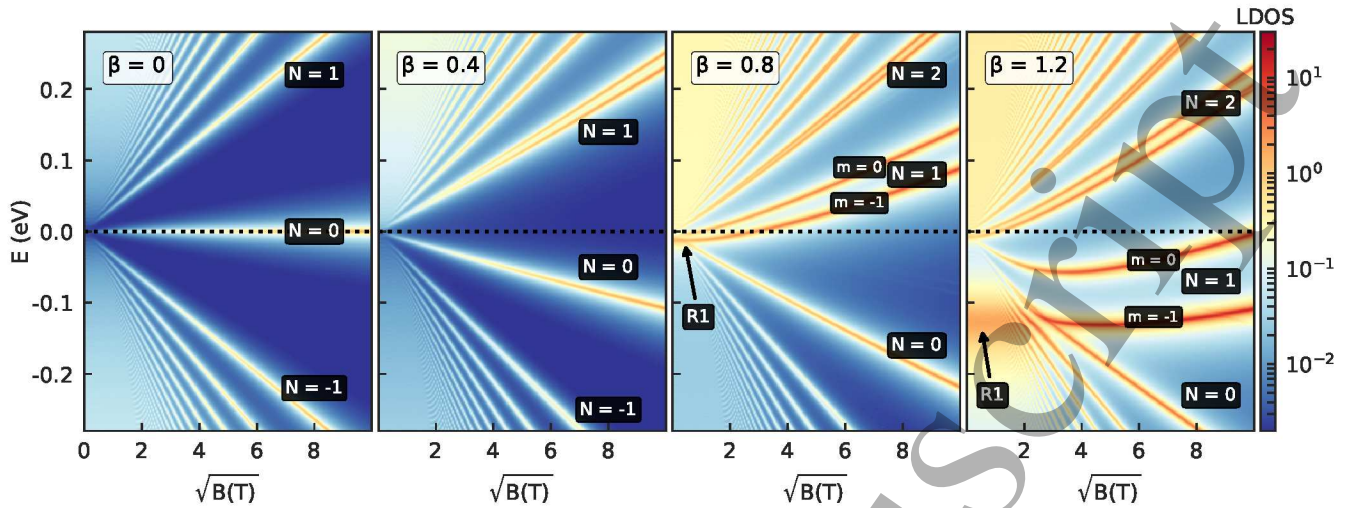 LDOS
β = 0
N = 1
N = 0
N = -1
β = 0.4
N = 1
N = 0
N = -1
β = 0.8
N = 2
m = 0
N = 1
m = -1
R1
N = 0
β = 1.2
N = 2
m = 0
N = 1
m = -1
R1
N = 0
E (eV)
0.2
0.1
0.0
-0.1
-0.2
0 2 4 6 8
2 4 6 8
2 4 6 8
2 4 6 8
√B(T)
√B(T)
√B(T)
√B(T)
10¹
10⁰
10⁻¹
10⁻²
script